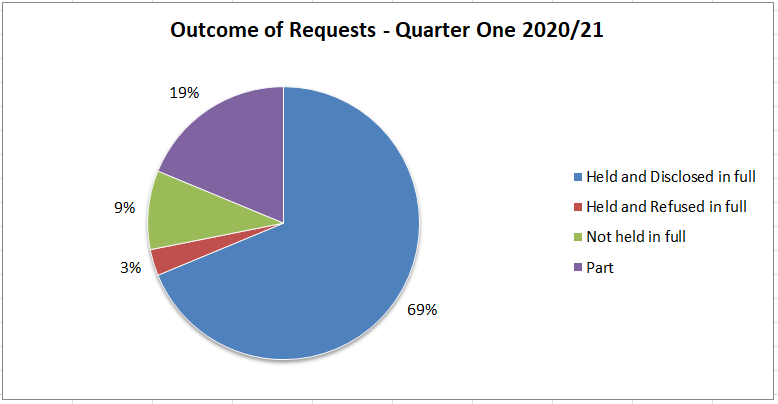 Outcome of Requests - Quarter One 2020/21
19%
9%
3%
69%
Held and Disclosed in full
Held and Refused in full
Not held in full
Part